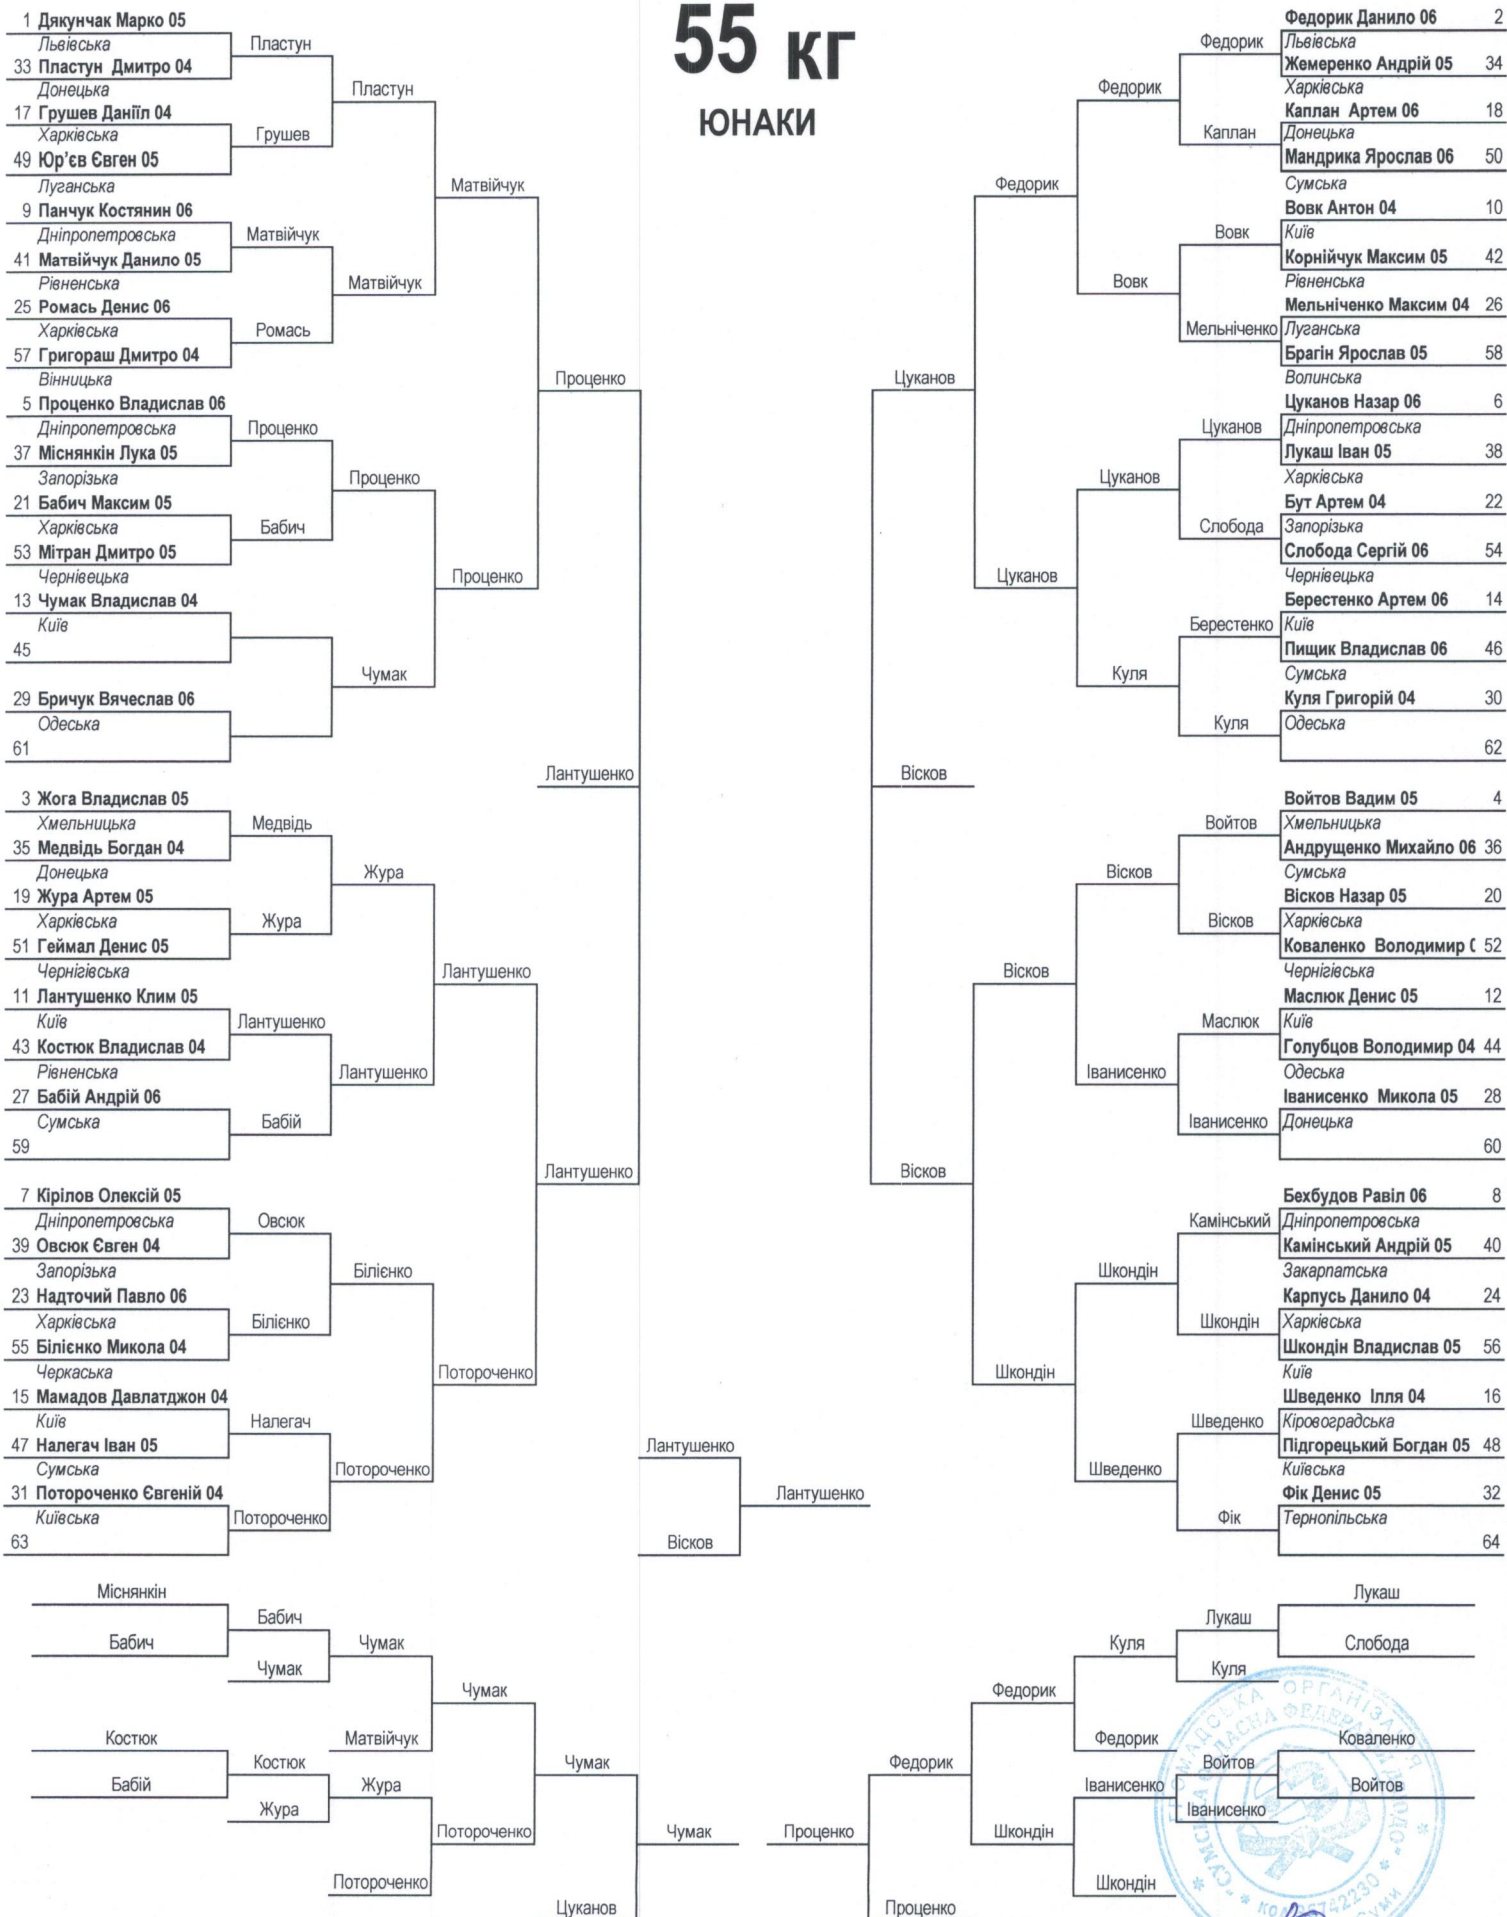 55 кг
ЮНАКИ
1 Дякунчак Марко 05
Львівська
33 Пластун Дмитро 04
Донецька
17 Грушев Данііл 04
Харківська
49 Юр'єв Євген 05
Луганська
9 Панчук Костянин 06
Дніпропетровська
41 Матвійчук Данило 05
Рівненська
25 Ромась Денис 06
Харківська
57 Григораш Дмитро 04
Вінницька
5 Проценко Владислав 06
Дніпропетровська
37 Міснянкін Лука 05
Запорізька
21 Бабич Максим 05
Харківська
53 Мітран Дмитро 05
Чернівецька
13 Чумак Владислав 04
Київ
45
29 Бричук Вячеслав 06
Одеська
61
3 Жога Владислав 05
Хмельницька
35 Медвідь Богдан 04
Донецька
19 Жура Артем 05
Харківська
51 Геймал Денис 05
Чернігівська
11 Лантушенко Клим 05
Київ
43 Костюк Владислав 04
Рівненська
27 Бабій Андрій 06
Сумська
59
7 Кірілов Олексій 05
Дніпропетровська
39 Овсюк Євген 04
Запорізька
23 Надточий Павло 06
Харківська
55 Білієнко Микола 04
Черкаська
15 Мамадов Давлатджон 04
Київ
47 Налегач Іван 05
Сумська
31 Потороченко Євгеній 04
Київська
63
Пластун
Грушев
Матвійчук
Ромась
Проценко
Бабич
Медвідь
Жура
Лантушенко
Бабій
Овсюк
Білієнко
Налегач
Потороченко
Пластун
Матвійчук
Проценко
Чумак
Жура
Лантушенко
Білієнко
Потороченко
Матвійчук
Проценко
Лантушенко
Потороченко
Проценко
Лантушенко
Лантушенко
Лантушенко
Вісков
Лантушенко
Вісков
Цуканов
Вісков
Федорик
Цуканов
Вісков
Шкондін
Федорик
Вовк
Цуканов
Куля
Вісков
Іванисенко
Шкондін
Шведенко
Федорик
Каплан
Вовк
Мельніченко
Цуканов
Слобода
Берестенко
Куля
Войтов
Вісков
Маслюк
Іванисенко
Камінський
Шкондін
Шведенко
Фік
Федорик Данило 06 2
Львівська
Жемеренко Андрій 05 34
Харківська
Каплан Артем 06 18
Донецька
Мандрика Ярослав 06 50
Сумська
Вовк Антон 04 10
Київ
Корнійчук Максим 05 42
Рівненська
Мельніченко Максим 04 26
Луганська
Брагін Ярослав 05 58
Волинська
Цуканов Назар 06 6
Дніпропетровська
Лукаш Іван 05 38
Харківська
Бут Артем 04 22
Запорізька
Слобода Сергій 06 54
Чернівецька
Берестенко Артем 06 14
Київ
Пищик Владислав 06 46
Сумська
Куля Григорій 04 30
Одеська
62
Войтов Вадим 05 4
Хмельницька
Андрущенко Михайло 06 36
Сумська
Вісков Назар 05 20
Харківська
Коваленко Володимир 52
Чернігівська
Маслюк Денис 05 12
Київ
Голубцов Володимир 04 44
Одеська
Іванисенко Микола 05 28
Донецька
60
Бехбудов Равіл 06 8
Дніпропетровська
Камінський Андрій 05 40
Закарпатська
Карпусь Данило 04 24
Харківська
Шкондін Владислав 05 56
Київ
Шведенко Ілля 04 16
Кіровоградська
Підгорецький Богдан 05 48
Київська
Фік Денис 05 32
Тернопільська
64
Міснянкін
Бабич
Бабич
Чумак
Чумак
Матвійчук
Чумак
Костюк
Бабій
Костюк
Жура
Жура
Потороченко
Потороченко
Чумак
Цуканов
Чумак
Лукаш
Слобода
Лукаш
Куля
Куля
Федорик
Федорик
Коваленко
Войтов
Войтов
Іванисенко
Іванисенко
Шкондін
Шкондін
Федорик
Проценко
Проценко